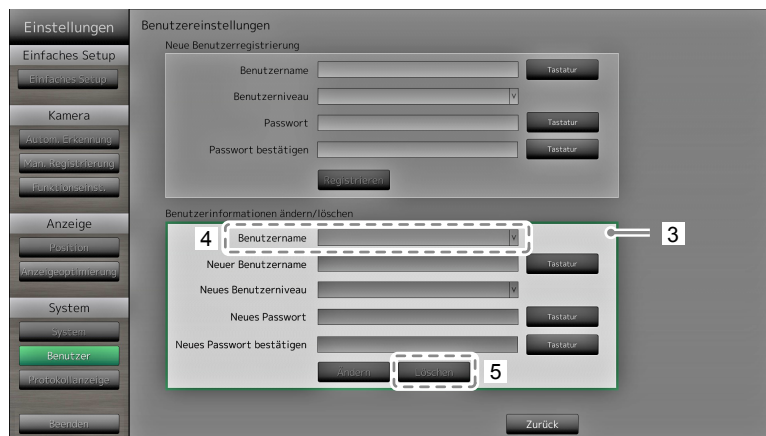 Einstellungen
Einfaches Setup
Einfaches Setup
Kamera
Autom. Erkennung
Man. Registrierung
Funktionseinst.
Anzeige
Position
Anzeigeoptimierung
System
System
Benutzer
Protokollanzeige
Beenden
Benutzereinstellungen
Neue Benutzerregistrierung
Benutzername Tastatur
Benutzerniveau
Passwort Tastatur
Passwort bestätigen Tastatur
Registrieren
Benutzerinformationen ändern/löschen
4 Benutzername 3
Neuer Benutzername Tastatur
Neues Benutzerniveau
Neues Passwort Tastatur
Neues Passwort bestätigen Tastatur
Ändern Löschen 5
Zurück